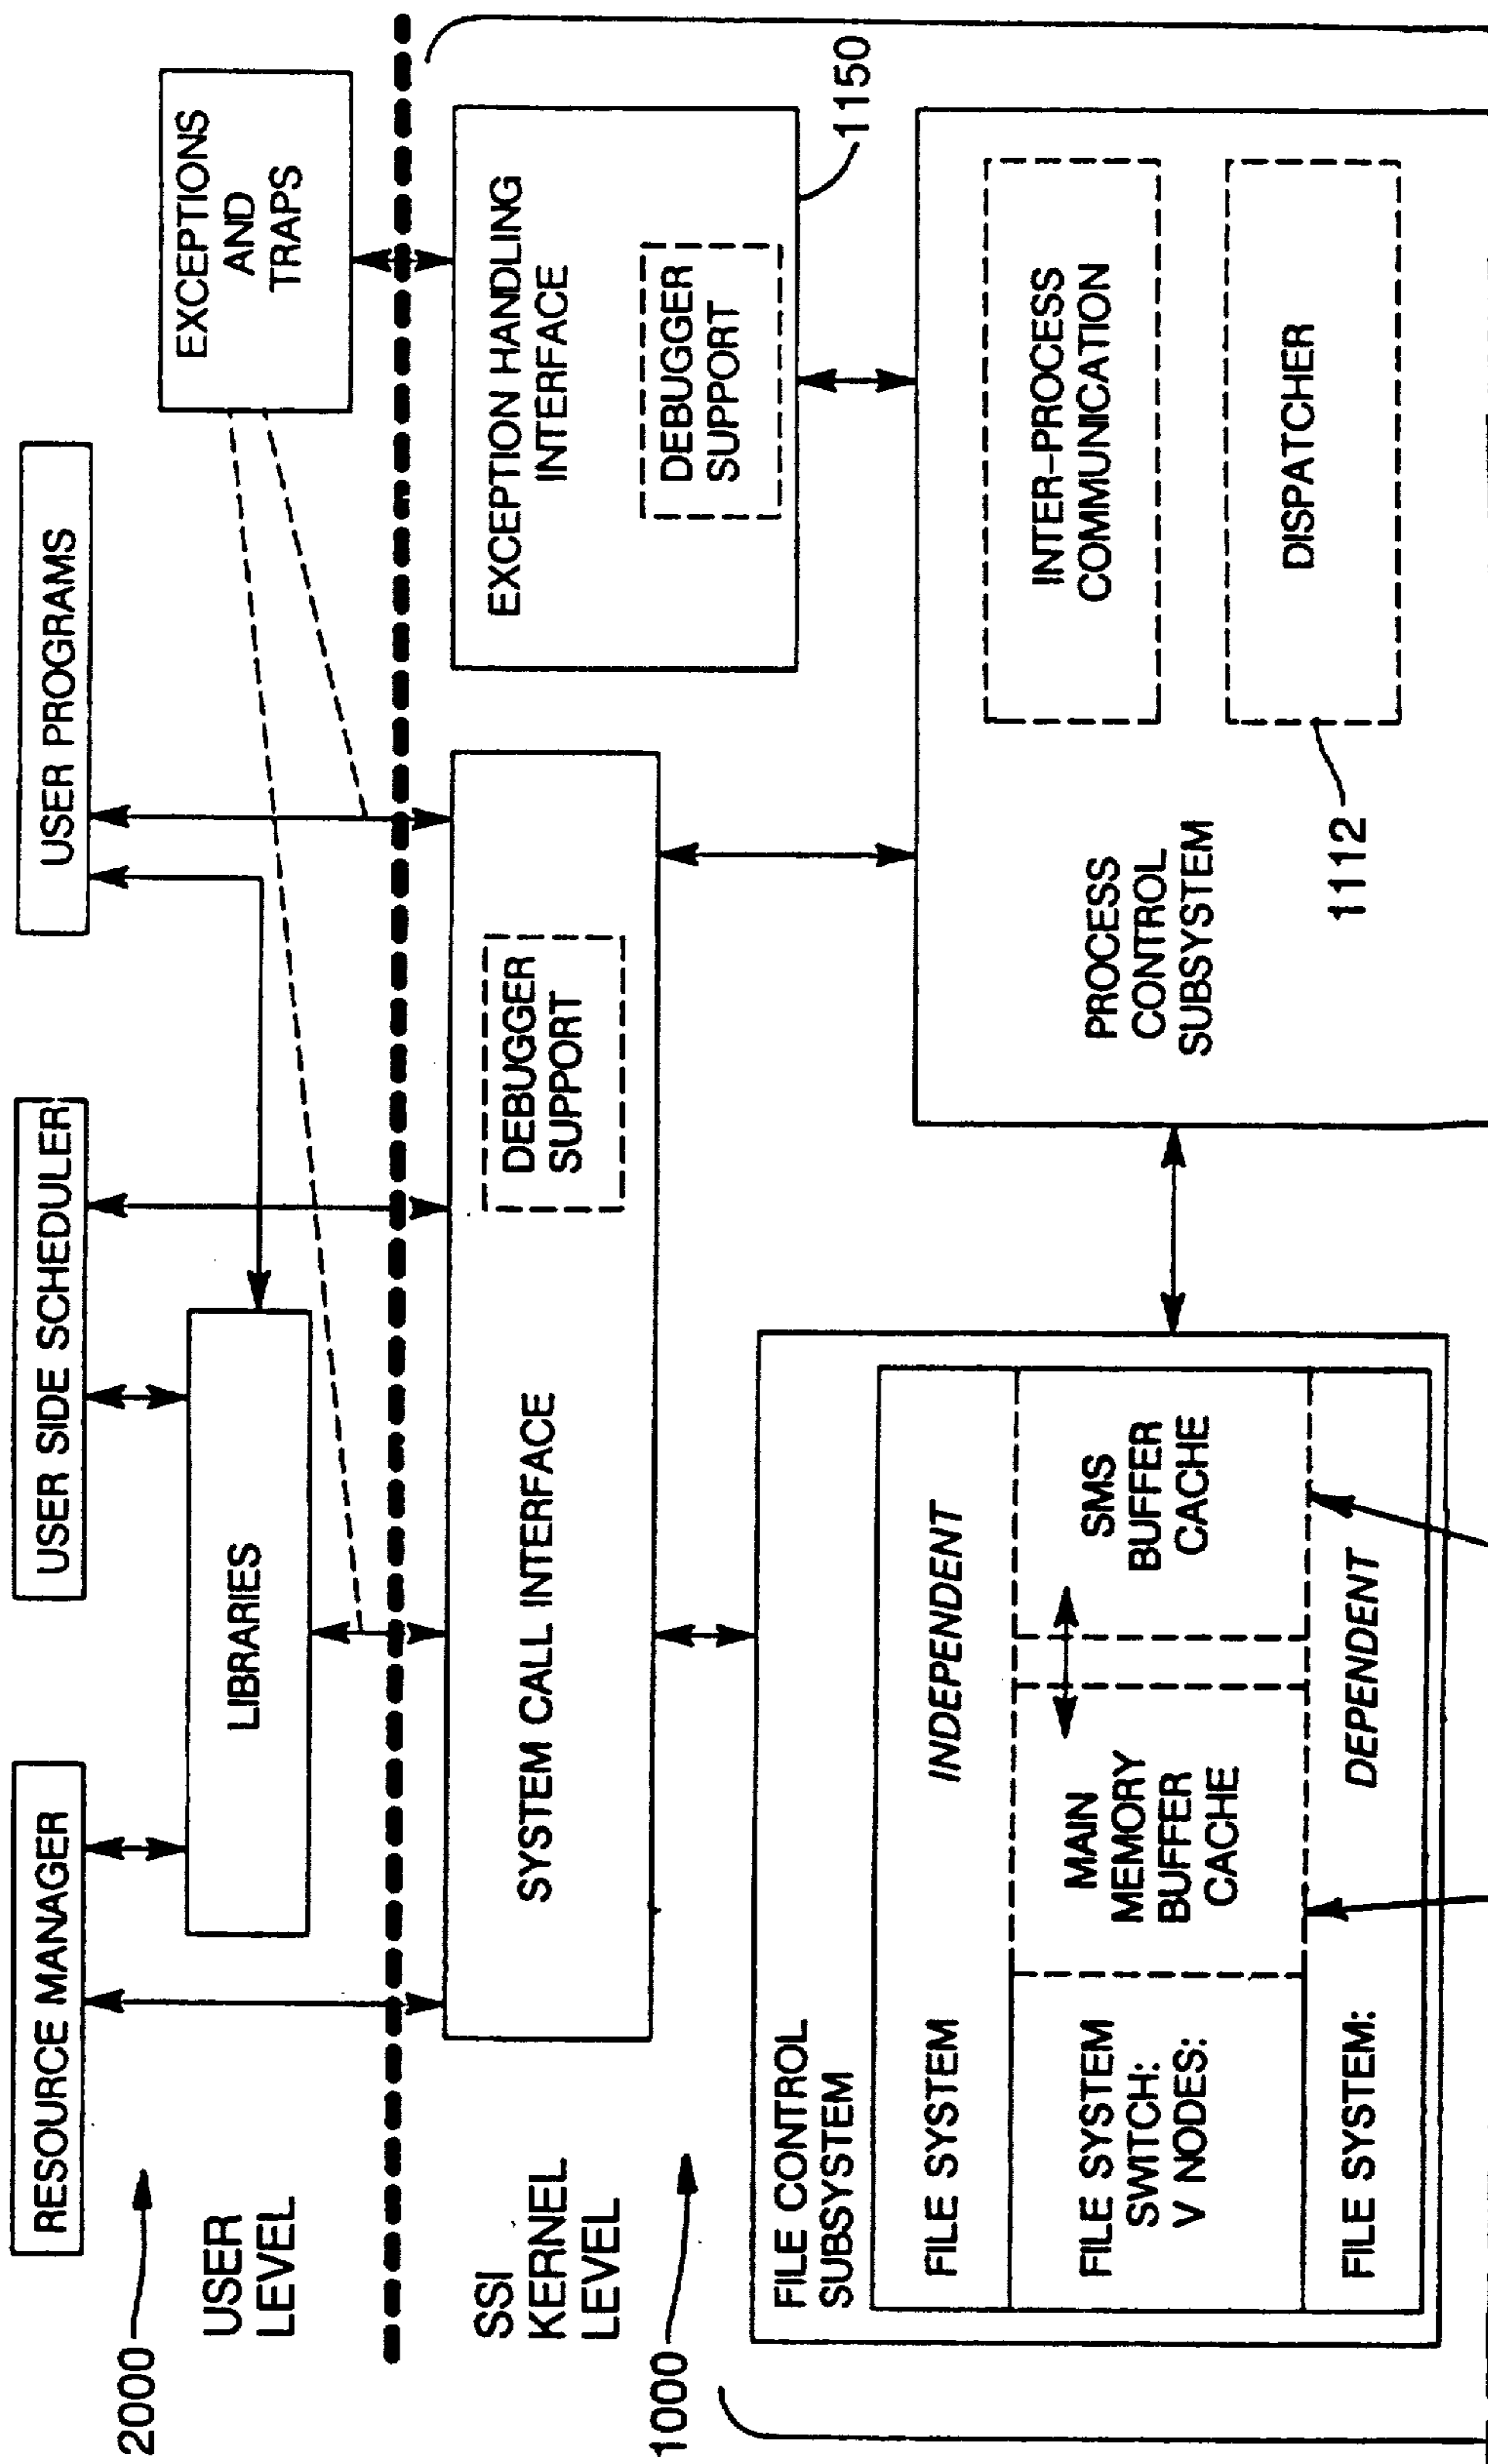 RESOURCE MANAGER
USER SIDE SCHEDULER
USER PROGRAMS
2000
USER
LEVEL
LIBRARIES
EXCEPTIONS
AND
TRAPS
SSI
KERNEL
LEVEL
1000
SYSTEM CALL INTERFACE
DEBUGGER
SUPPORT
EXCEPTION HANDLING
INTERFACE
DEBUGGER
SUPPORT
1150
FILE CONTROL
SUBSYSTEM
FILE SYSTEM
INDEPENDENT
FILE SYSTEM
SWITCH:
V NODES:
MAIN
MEMORY
BUFFER
CACHE
SMS
BUFFER
CACHE
FILE SYSTEM:
DEPENDENT
PROCESS
CONTROL
SUBSYSTEM
INTER-PROCESS
COMMUNICATION
DISPATCHER
1112